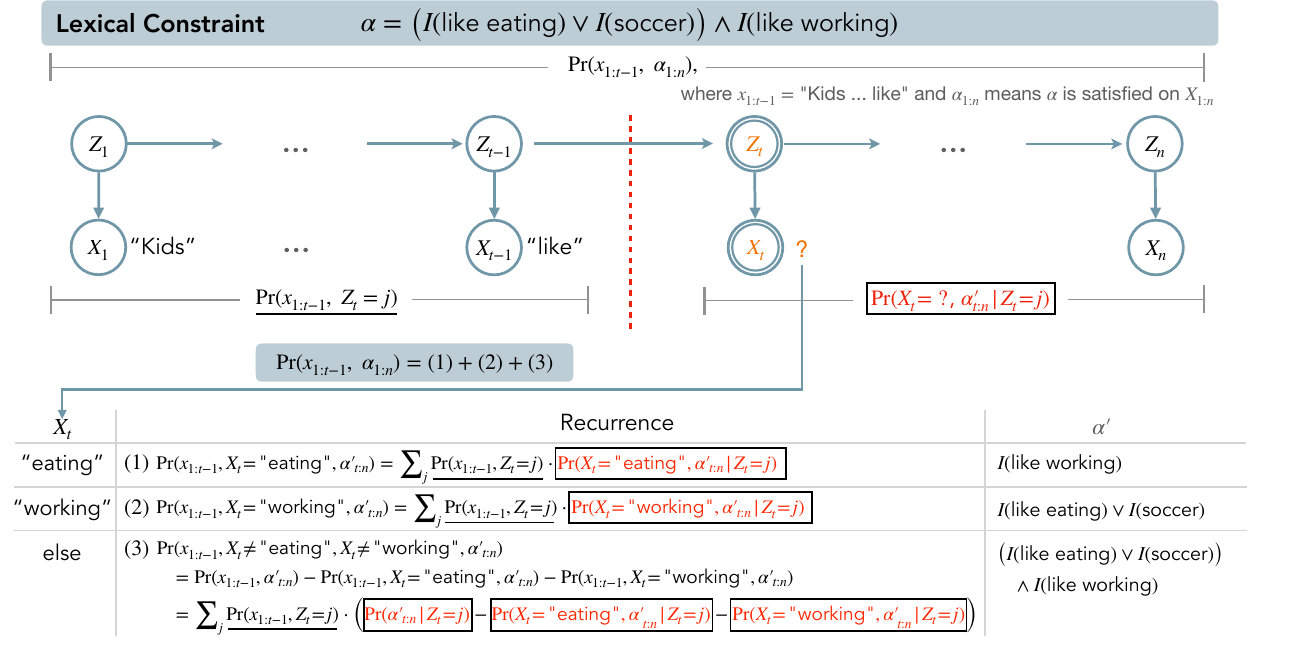 Lexical Constraint α = (I(like eating) ∨ I(soccer)) ∧ I(like working)
Pr(x₁:ₜ₋₁, α₁:ₙ),
where x₁:ₜ₋₁ = "Kids ... like" and α₁:ₙ means α is satisfied on X₁:ₙ
Z₁ ... Zₜ₋₁ Zₜ ... Zₙ
X₁ “Kids” ... Xₜ₋₁ “like” Xₜ ? Xₙ
Pr(x₁:ₜ₋₁, Zₜ = j) Pr(Xₜ= ?, α′ₜ:ₙ | Zₜ=j)
Pr(x₁:ₜ₋₁, α₁:ₙ) = (1) + (2) + (3)
Xₜ Recurrence α′
“eating” (1) Pr(x₁:ₜ₋₁, Xₜ= "eating", α′ₜ:ₙ) = ∑ⱼ Pr(x₁:ₜ₋₁, Zₜ=j) · Pr(Xₜ= "eating", α′ₜ:ₙ | Zₜ=j) I(like working)
“working” (2) Pr(x₁:ₜ₋₁, Xₜ= "working", α′ₜ:ₙ) = ∑ⱼ Pr(x₁:ₜ₋₁, Zₜ=j) · Pr(Xₜ= "working", α′ₜ:ₙ | Zₜ=j) I(like eating) ∨ I(soccer)
else (3) Pr(x₁:ₜ₋₁, Xₜ≠ "eating", Xₜ≠ "working", α′ₜ:ₙ) (I(like eating) ∨ I(soccer))
= Pr(x₁:ₜ₋₁, α′ₜ:ₙ) − Pr(x₁:ₜ₋₁, Xₜ= "eating", α′ₜ:ₙ) − Pr(x₁:ₜ₋₁, Xₜ= "working", α′ₜ:ₙ) ∧ I(like working)
= ∑ⱼ Pr(x₁:ₜ₋₁, Zₜ=j) · (Pr(α′ₜ:ₙ | Zₜ=j) − Pr(Xₜ= "eating", α′ₜ:ₙ | Zₜ=j) − Pr(Xₜ= "working", α′ₜ:ₙ | Zₜ=j))